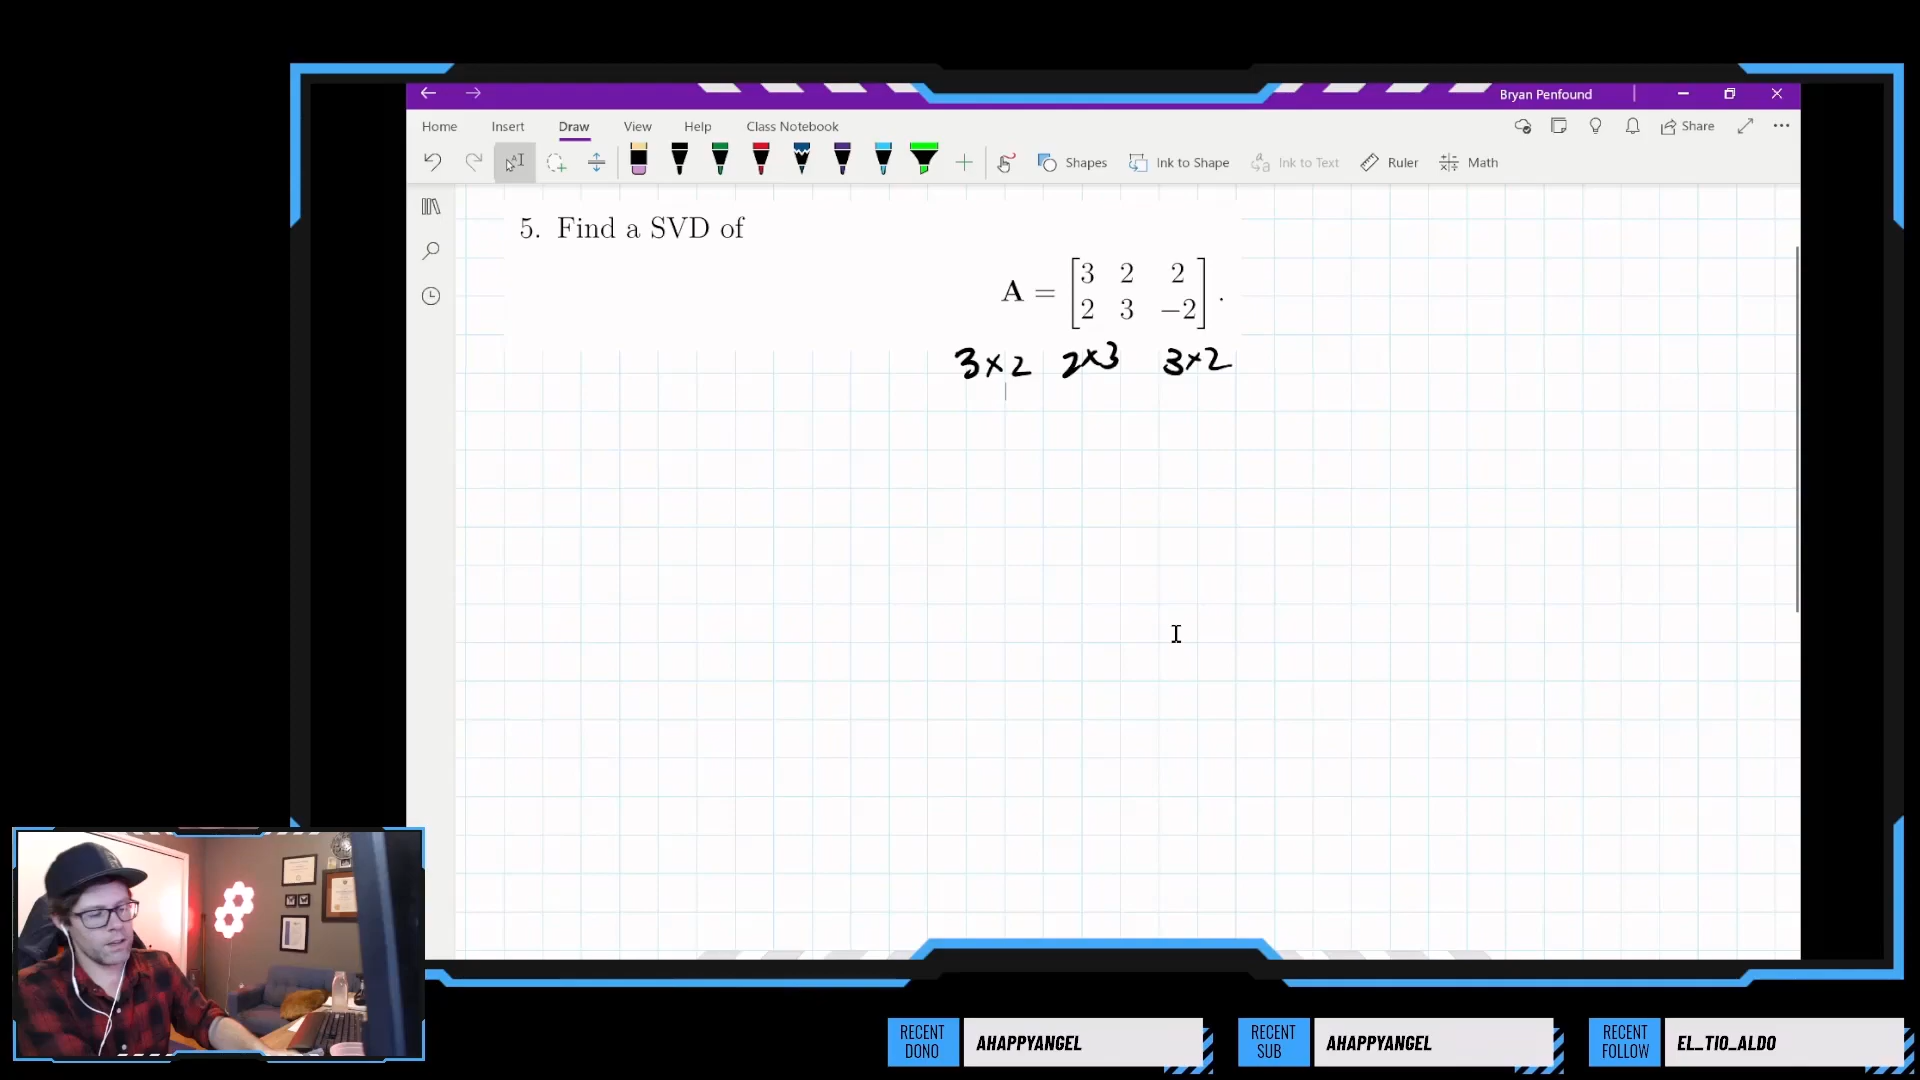 Bryan Penfound
Home Insert Draw View Help Class Notebook Share
Shapes Ink to Shape Ink to Text Ruler Math
5. Find a SVD of
A = [3 2 2
2 3 −2].
3×2 2×3 3×2
RECENT DONO AHAPPYANGEL
RECENT SUB AHAPPYANGEL
RECENT FOLLOW EL_TIO_ALDO